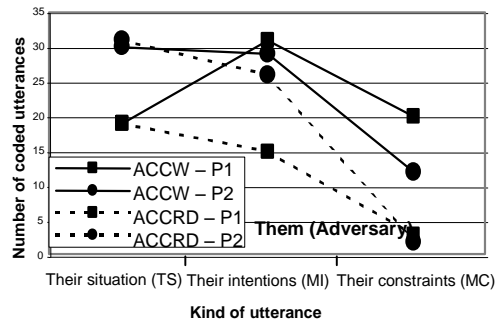 35
30
25
20
15
10
5
0
Number of coded utterances
ACCW – P1
ACCW – P2
ACCRD – P1
ACCRD – P2
Them (Adversary
Their situation (TS)
Their intentions (MI)
Their constraints (MC)
Kind of utterance